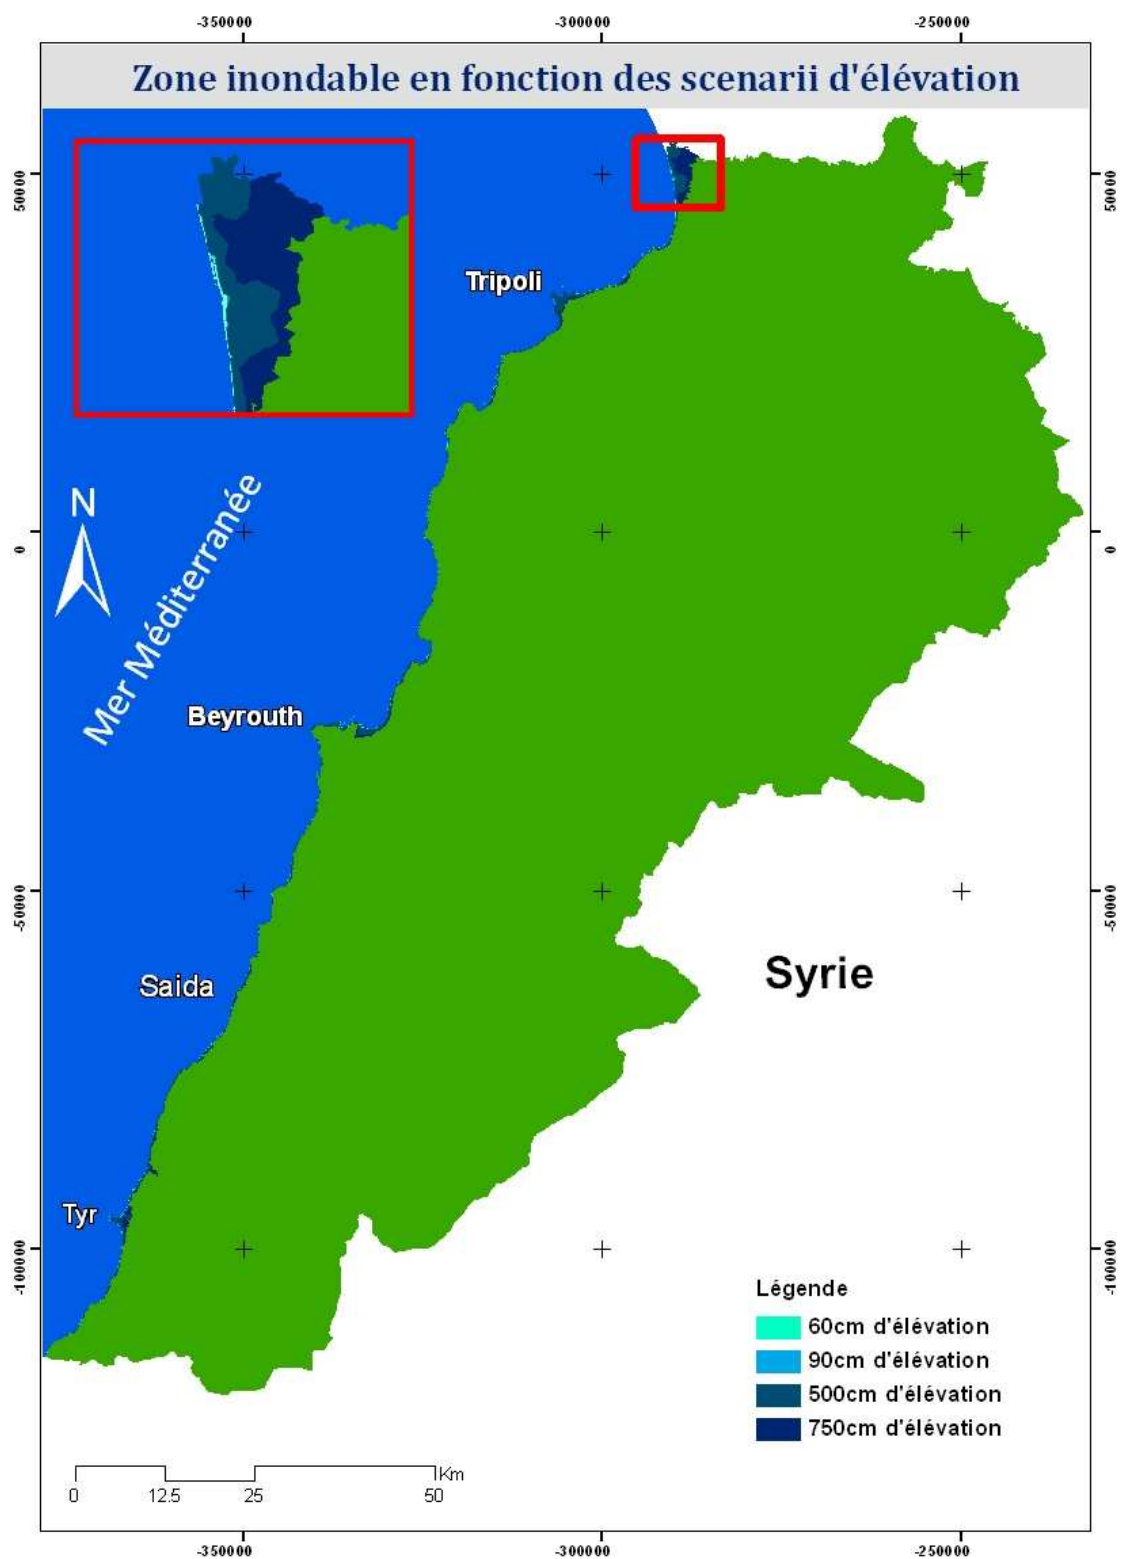 -350000
-300000
-250000
Zone inondable en fonction des scenarii d'élévation
50000
50000
Tripoli
N
Mer Méditerranée
0
0
Beyrouth
-50000
-50000
Syrie
Saida
Tyr
-100000
-100000
Légende
60cm d'élévation
90cm d'élévation
500cm d'élévation
750cm d'élévation
Km
0 12.5 25 50
-350000
-300000
-250000